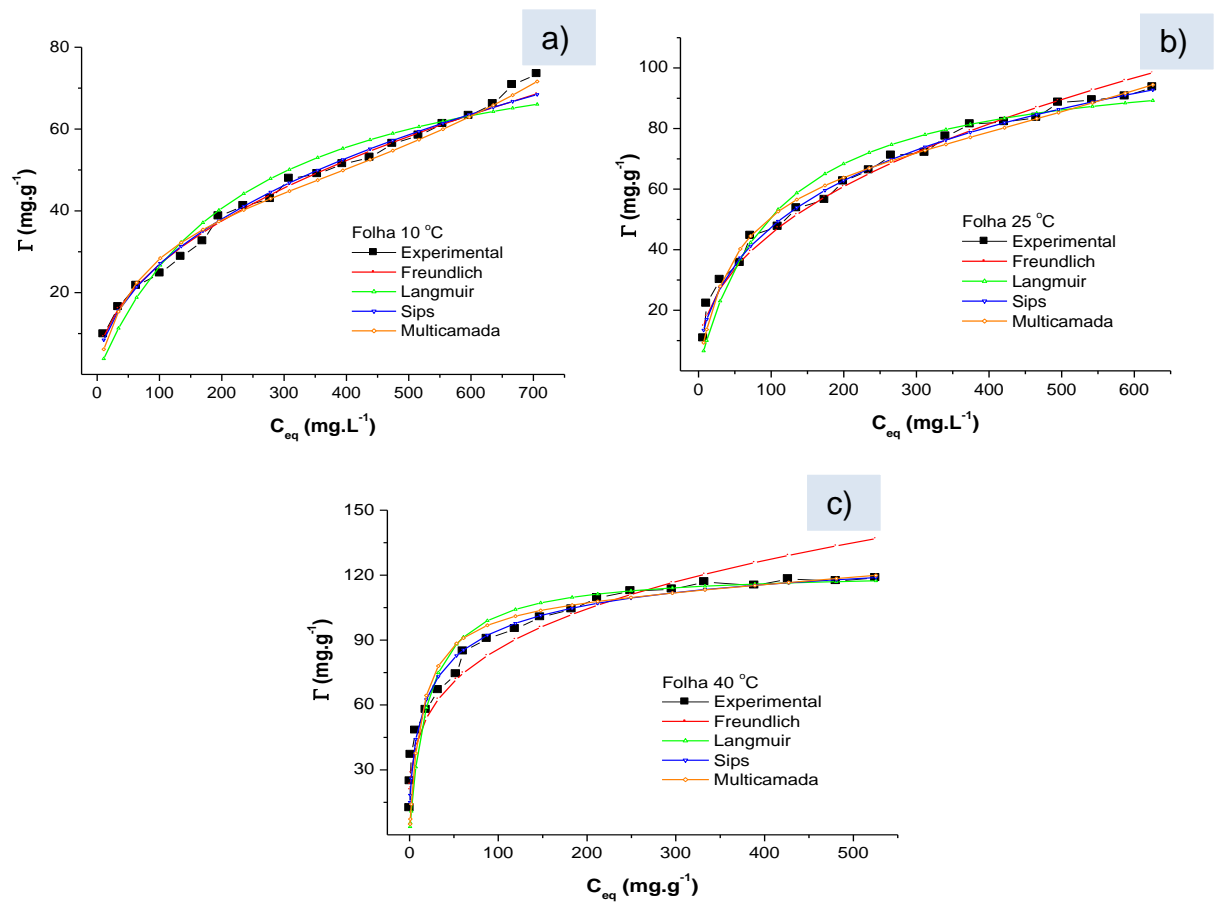 a)
80
60
40
20
Γ (mg.g⁻¹)
Folha 10 °C
Experimental
Freundlich
Langmuir
Sips
Multicamada
0 100 200 300 400 500 600 700
C_eq (mg.L⁻¹)
b)
100
80
60
40
20
Γ (mg.g⁻¹)
Folha 25 °C
Experimental
Freundlich
Langmuir
Sips
Multicamada
0 100 200 300 400 500 600
C_eq (mg.L⁻¹)
c)
150
120
90
60
30
Γ (mg.g⁻¹)
Folha 40 °C
Experimental
Freundlich
Langmuir
Sips
Multicamada
0 100 200 300 400 500
C_eq (mg.g⁻¹)